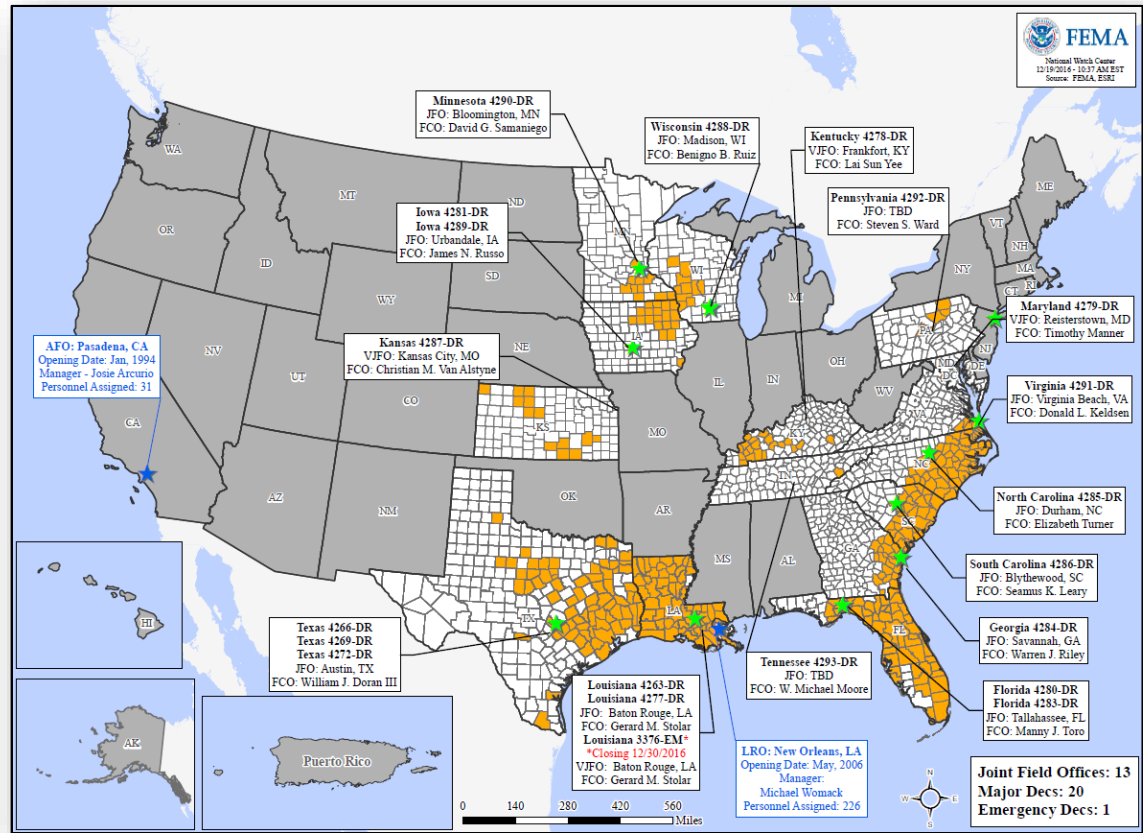 FEMA
National Watch Center
12/19/2016 - 10:37 AM EST
Source: FEMA, ESRI
Minnesota 4290-DR
JFO: Bloomington, MN
FCO: David G. Samaniego
Wisconsin 4288-DR
JFO: Madison, WI
FCO: Benigno B. Ruiz
Kentucky 4278-DR
VJFO: Frankfort, KY
FCO: Lai Sun Yee
Pennsylvania 4292-DR
JFO: TBD
FCO: Steven S. Ward
Iowa 4281-DR
Iowa 4289-DR
JFO: Urbandale, IA
FCO: James N. Russo
Maryland 4279-DR
VJFO: Reisterstown, MD
FCO: Timothy Manner
Kansas 4287-DR
VJFO: Kansas City, MO
FCO: Christian M. Van Alstyne
AFO: Pasadena, CA
Opening Date: Jan, 1994
Manager - Josie Arcurio
Personnel Assigned: 31
Virginia 4291-DR
JFO: Virginia Beach, VA
FCO: Donald L. Keldsen
North Carolina 4285-DR
JFO: Durham, NC
FCO: Elizabeth Turner
South Carolina 4286-DR
JFO: Blythewood, SC
FCO: Seamus K. Leary
Georgia 4284-DR
JFO: Savannah, GA
FCO: Warren J. Riley
Texas 4266-DR
Texas 4269-DR
Texas 4272-DR
JFO: Austin, TX
FCO: William J. Doran III
Tennessee 4293-DR
JFO: TBD
FCO: W. Michael Moore
Florida 4280-DR
Florida 4283-DR
JFO: Tallahassee, FL
FCO: Manny J. Toro
Louisiana 4263-DR
Louisiana 4277-DR
JFO: Baton Rouge, LA
FCO: Gerard M. Stolar
Louisiana 3376-EM*
*Closing 12/30/2016
VJFO: Baton Rouge, LA
FCO: Gerard M. Stolar
LRO: New Orleans, LA
Opening Date: May, 2006
Manager:
Michael Womack
Personnel Assigned: 226
WA
MT
ND
MN
OR
ID
SD
WI
WY
MI
NY
VT
NH
ME
MA
CT
RI
NV
UT
CO
NE
IA
IL
IN
OH
PA
NJ
MD
DE
DC
WV
VA
CA
KS
MO
KY
AZ
NM
OK
AR
TN
NC
SC
TX
LA
MS
AL
GA
FL
HI
AK
Puerto Rico
N
W
E
S
0 140 280 420 560
Miles
Joint Field Offices: 13
Major Decs: 20
Emergency Decs: 1